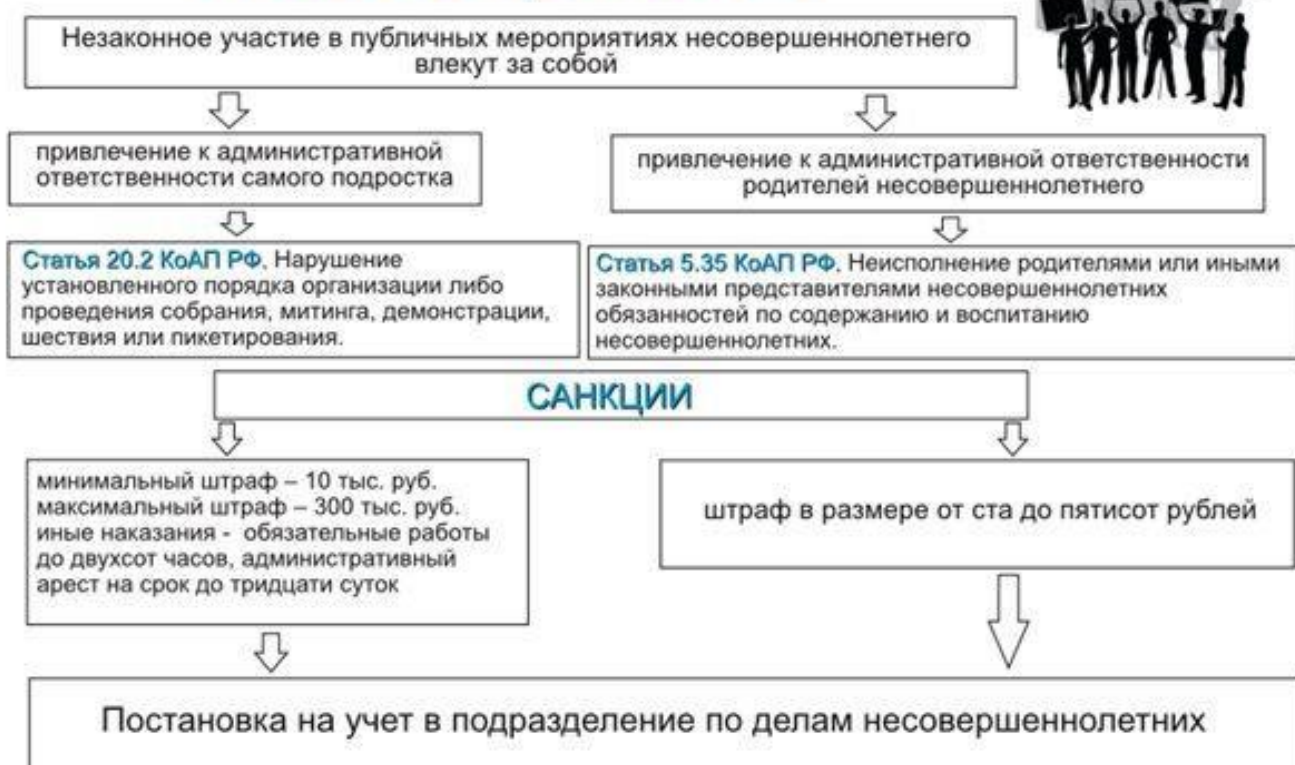 Незаконное участие в публичных мероприятиях несовершеннолетнего
влекут за собой
привлечение к административной
ответственности самого подростка
привлечение к административной ответственности
родителей несовершеннолетнего
Статья 20.2 КоАП РФ. Нарушение
установленного порядка организации либо
проведения собрания, митинга, демонстрации,
шествия или пикетирования.
Статья 5.35 КоАП РФ. Неисполнение родителями или иными
законными представителями несовершеннолетних
обязанностей по содержанию и воспитанию
несовершеннолетних.
САНКЦИИ
минимальный штраф – 10 тыс. руб.
максимальный штраф – 300 тыс. руб.
иные наказания - обязательные работы
до двухсот часов, административный
арест на срок до тридцати суток
штраф в размере от ста до пятисот рублей
Постановка на учет в подразделение по делам несовершеннолетних